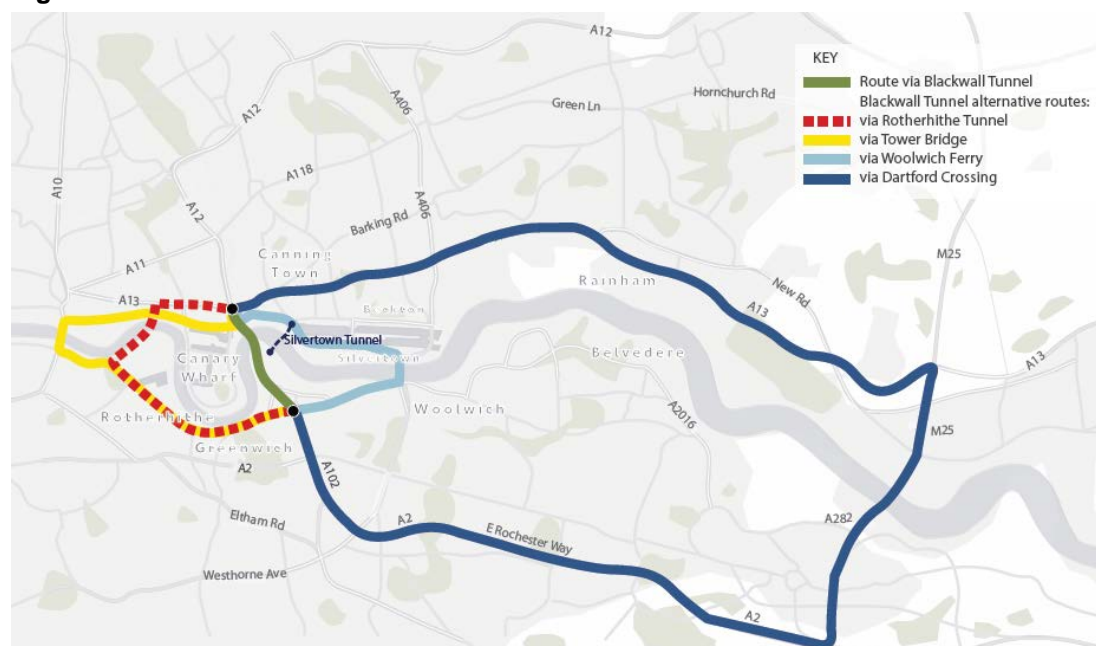 A12
KEY
Route via Blackwall Tunnel
Blackwall Tunnel alternative routes:
via Rotherhithe Tunnel
via Tower Bridge
via Woolwich Ferry
via Dartford Crossing
A406
Green Ln
Hornchurch Rd
A12
A118
A10
A12
A406
Barking Rd
M25
Canning
Town
A11
Rainham
New Rd
A13
A13
Beckton
Silvertown Tunnel
Silvertown
Canary
Wharf
Belvedere
A13
Rotherhithe
Woolwich
A2016
M25
Greenwich
A2
A102
Eltham Rd
A2
E Rochester Way
A282
Westhorne Ave
A2